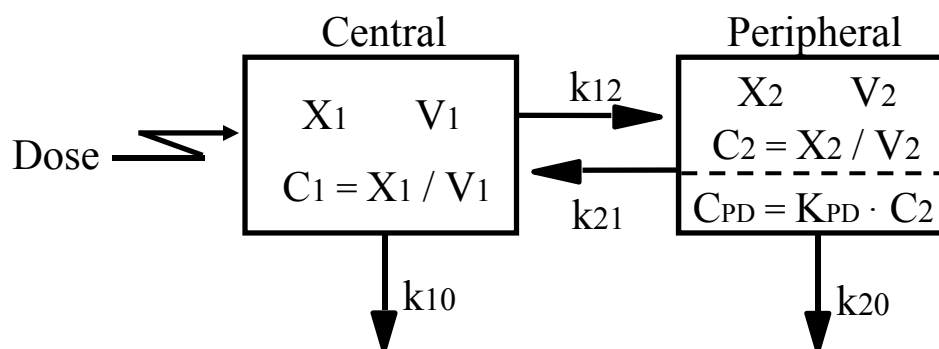 Central
Peripheral
X1 V1
k12
X2 V2
Dose
C2 = X2 / V2
C1 = X1 / V1
k21
CPD = KPD · C2
k10
k20